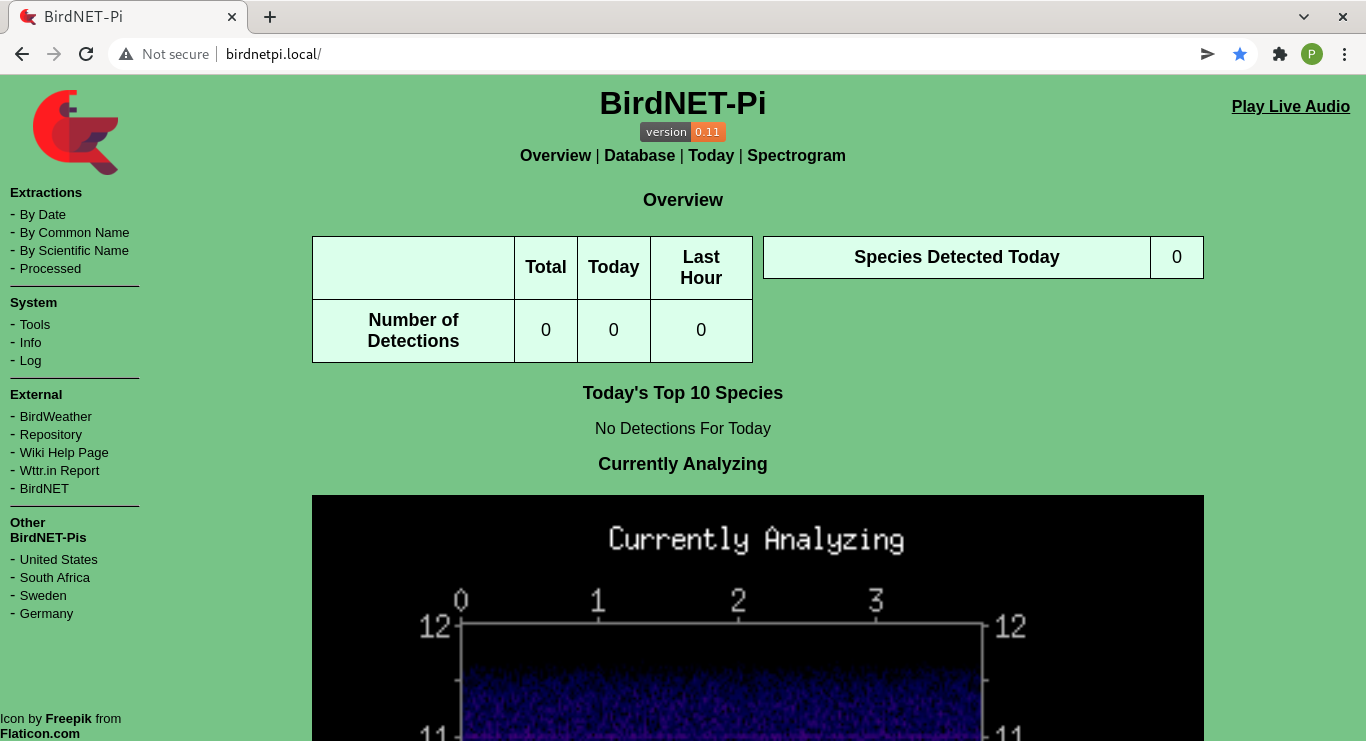 BirdNET-Pi
Not secure
birdnetpi.local/
P
BirdNET-Pi
Play Live Audio
version 0.11
Overview | Database | Today | Spectrogram
Extractions
- By Date
- By Common Name
- By Scientific Name
- Processed
System
- Tools
- Info
- Log
External
- BirdWeather
- Repository
- Wiki Help Page
- Wttr.in Report
- BirdNET
Other
BirdNET-Pis
- United States
- South Africa
- Sweden
- Germany
Icon by Freepik from
Flaticon.com
Overview
Total Today Last
Hour
Number of
Detections
0 0 0
Species Detected Today 0
Today's Top 10 Species
No Detections For Today
Currently Analyzing
Currently Analyzing
0 1 2 3
12 12
11 11